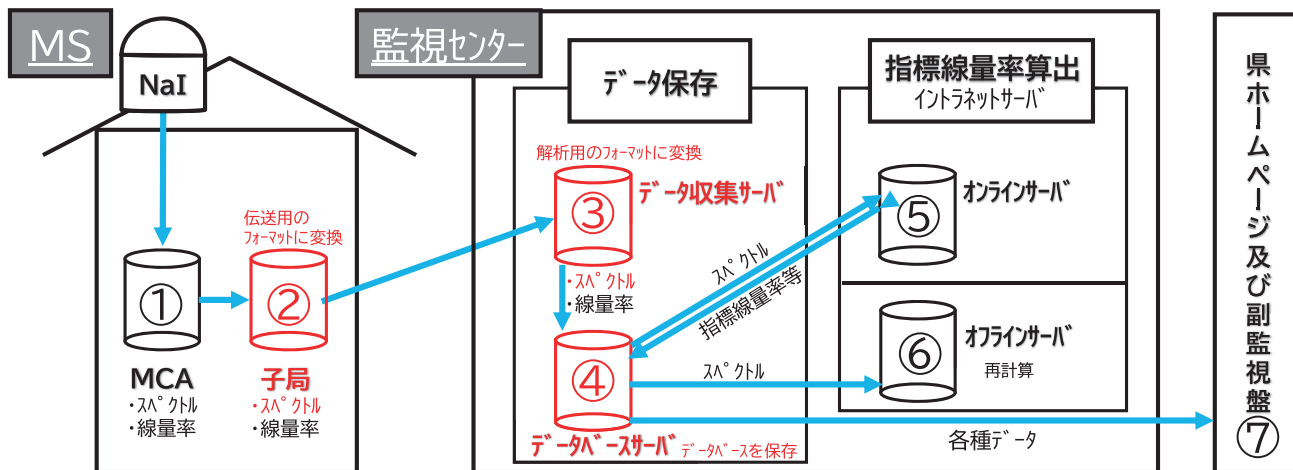 MS
NaI
①
MCA
・ｽﾍﾟｸﾄﾙ
・線量率
伝送用の
ﾌｫｰﾏｯﾄに変換
②
子局
・ｽﾍﾟｸﾄﾙ
・線量率
監視ｾﾝﾀｰ
ﾃﾞｰﾀ保存
解析用のﾌｫｰﾏｯﾄに変換
③
ﾃﾞｰﾀ収集ｻｰﾊﾞ
・ｽﾍﾟｸﾄﾙ
・線量率
④
ﾃﾞｰﾀﾍﾞｰｽｻｰﾊﾞ
ﾃﾞｰﾀﾍﾞｰｽを保存
ｽﾍﾟｸﾄﾙ
指標線量率等
ｽﾍﾟｸﾄﾙ
各種ﾃﾞｰﾀ
指標線量率算出
ｲﾝﾄﾗﾈｯﾄｻｰﾊﾞ
⑤
ｵﾝﾗｲﾝｻｰﾊﾞ
⑥
ｵﾌﾗｲﾝｻｰﾊﾞ
再計算
県ホームページ及び副監視盤⑦